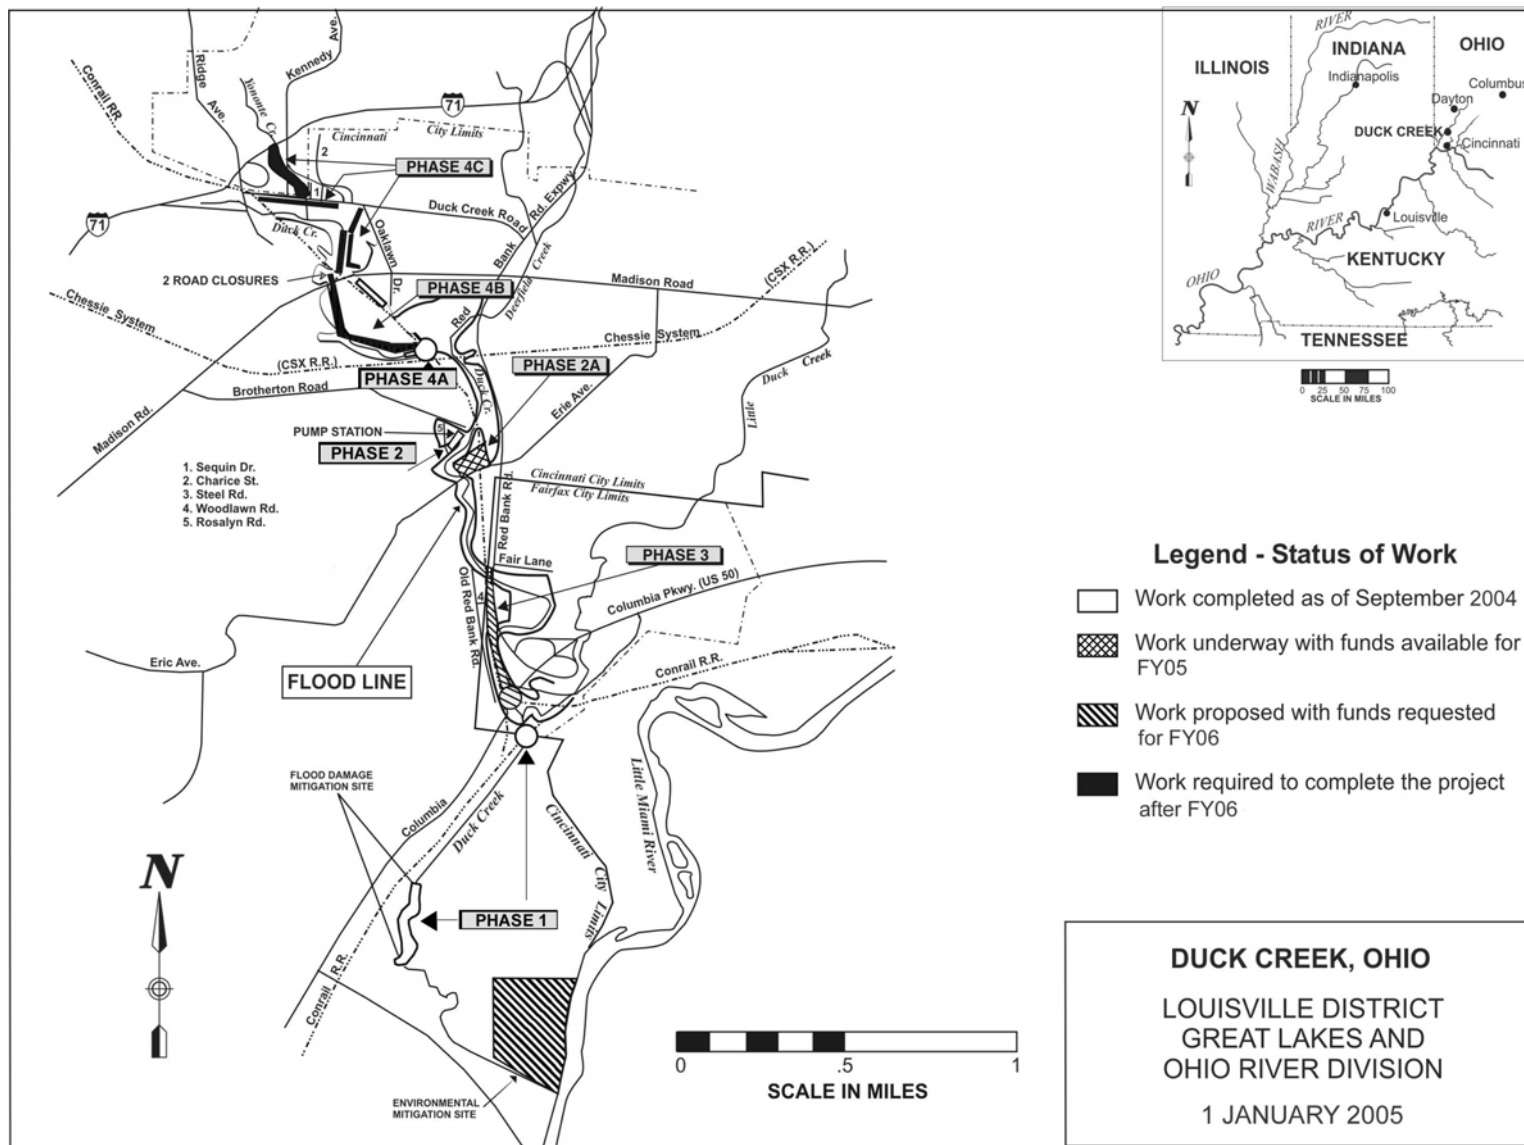 Ridge
Ave.
Yononte Cr.
Kennedy
Ave.
Conrail RR
71
Cincinnati
City Limits
2
PHASE 4C
1
Duck Creek Road
Bank
Rd. Expwy
71
Duck Cr.
Oaklawn
Dr.
2 ROAD CLOSURES
Madison Road
(CSX R.R.)
PHASE 4B
Red
Deerfield
Creek
Chessie System
Chessie System
(CSX R.R.)
PHASE 4A
PHASE 2A
Duck Cr.
Erie Ave.
Little
Duck
Creek
Brotherton Road
Madison Rd.
PUMP STATION
5
PHASE 2
1. Sequin Dr.
2. Charice St.
3. Steel Rd.
4. Woodlawn Rd.
5. Rosalyn Rd.
Cincinnati City Limits
Fairfax City Limits
Red Bank Rd.
Fair Lane
PHASE 3
4
Old Red Bank Rd.
Columbia Pkwy. (US 50)
Conrail R.R.
Eric Ave.
FLOOD LINE
FLOOD DAMAGE
MITIGATION SITE
Columbia
Duck Creek
Cincinnati
City
Limits
Little Miami River
N
PHASE 1
Conrail
R.R.
ENVIRONMENTAL
MITIGATION SITE
0
.5
1
SCALE IN MILES
RIVER
INDIANA
OHIO
ILLINOIS
Indianapolis
Columbus
Dayton
N
DUCK CREEK
Cincinnati
WABASH
Louisville
RIVER
KENTUCKY
OHIO
TENNESSEE
0 25 50 75 100
SCALE IN MILES
Legend - Status of Work
Work completed as of September 2004
Work underway with funds available for
FY05
Work proposed with funds requested
for FY06
Work required to complete the project
after FY06
DUCK CREEK, OHIO
LOUISVILLE DISTRICT
GREAT LAKES AND
OHIO RIVER DIVISION
1 JANUARY 2005